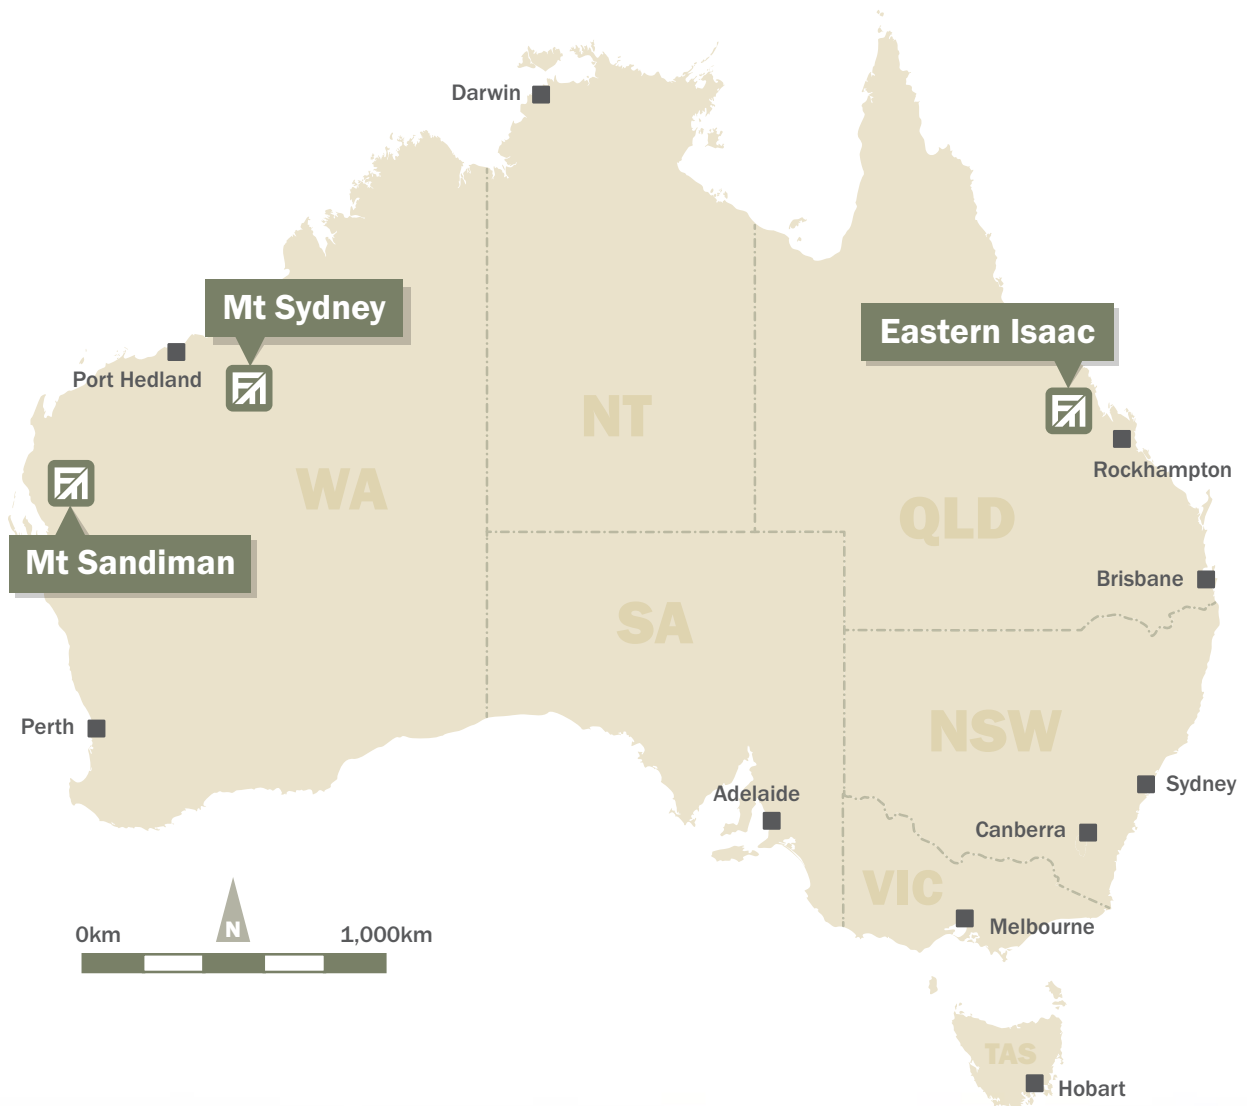 Darwin
Mt Sydney
Eastern Isaac
Port Hedland
NT
Rockhampton
WA
QLD
Mt Sandiman
Brisbane
SA
Perth
NSW
Sydney
Adelaide
Canberra
VIC
Melbourne
N
0km
1,000km
TAS
Hobart